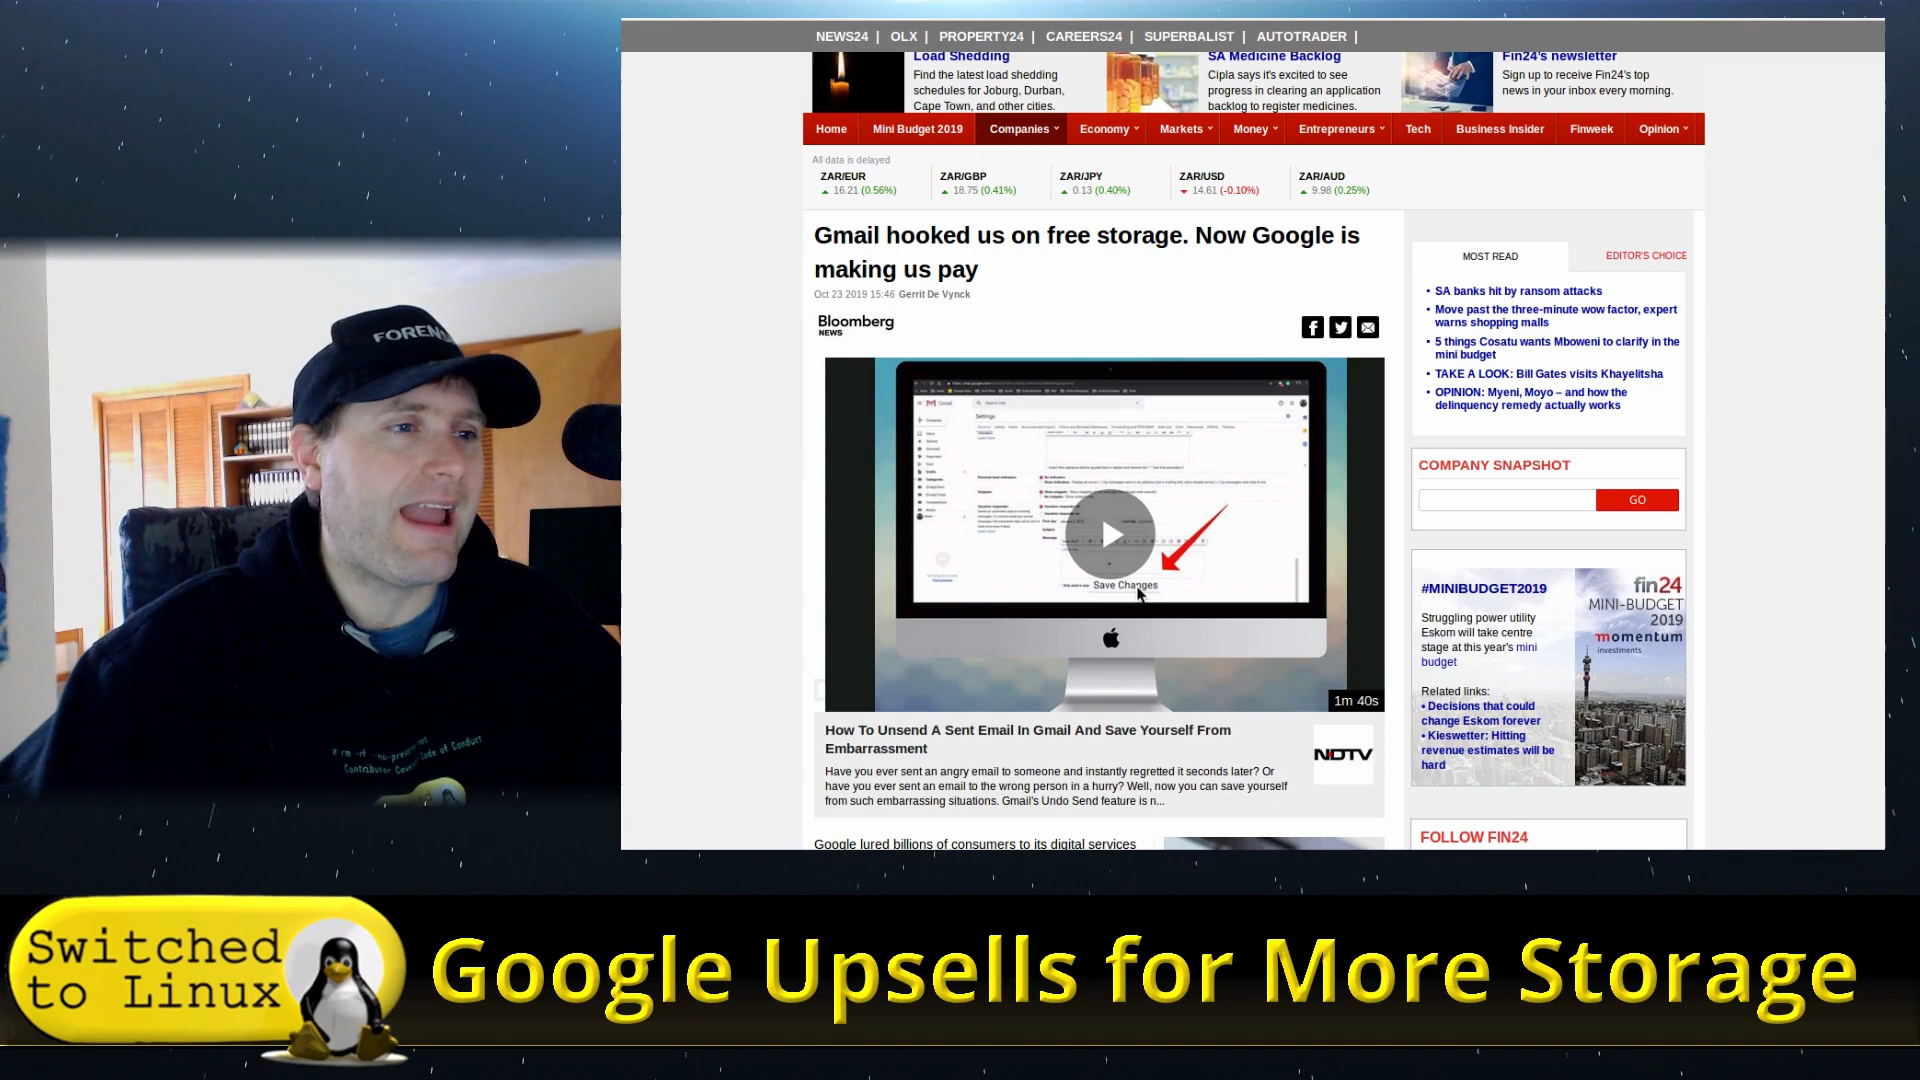 NEWS24 | OLX | PROPERTY24 | CAREERS24 | SUPERBALIST | AUTOTRADER |
Load Shedding
Find the latest load shedding
schedules for Joburg, Durban,
Cape Town, and other cities.
SA Medicine Backlog
Cipla says it's excited to see
progress in clearing an application
backlog to register medicines.
Fin24's newsletter
Sign up to receive Fin24's top
news in your inbox every morning.
Home Mini Budget 2019 Companies Economy Markets Money Entrepreneurs Tech Business Insider Finweek Opinion
All data is delayed
ZAR/EUR ZAR/GBP ZAR/JPY ZAR/USD ZAR/AUD
16.21 (0.56%) 18.75 (0.41%) 0.13 (0.40%) 14.61 (-0.10%) 9.98 (0.25%)
Gmail hooked us on free storage. Now Google is
making us pay
Oct 23 2019 15:46 Gerrit De Vynck
Bloomberg
NEWS
Gmail
Settings
Save Changes
1m 40s
How To Unsend A Sent Email In Gmail And Save Yourself From
Embarrassment
NDTV
Have you ever sent an angry email to someone and instantly regretted it seconds later? Or
have you ever sent an email to the wrong person in a hurry? Well, now you can save yourself
from such embarrassing situations. Gmail's Undo Send feature is n...
Google lured billions of consumers to its digital services
MOST READ
EDITOR'S CHOICE
SA banks hit by ransom attacks
Move past the three-minute wow factor, expert
warns shopping malls
5 things Cosatu wants Mboweni to clarify in the
mini budget
TAKE A LOOK: Bill Gates visits Khayelitsha
OPINION: Myeni, Moyo – and how the
delinquency remedy actually works
COMPANY SNAPSHOT
GO
#MINIBUDGET2019
Struggling power utility
Eskom will take centre
stage at this year's mini
budget
Related links:
• Decisions that could
change Eskom forever
• Kieswetter: Hitting
revenue estimates will be
hard
fin24
MINI-BUDGET
2019
momentum
investments
FOLLOW FIN24
FOREN
Code of Conduct
Switched
to Linux
Google Upsells for More Storage